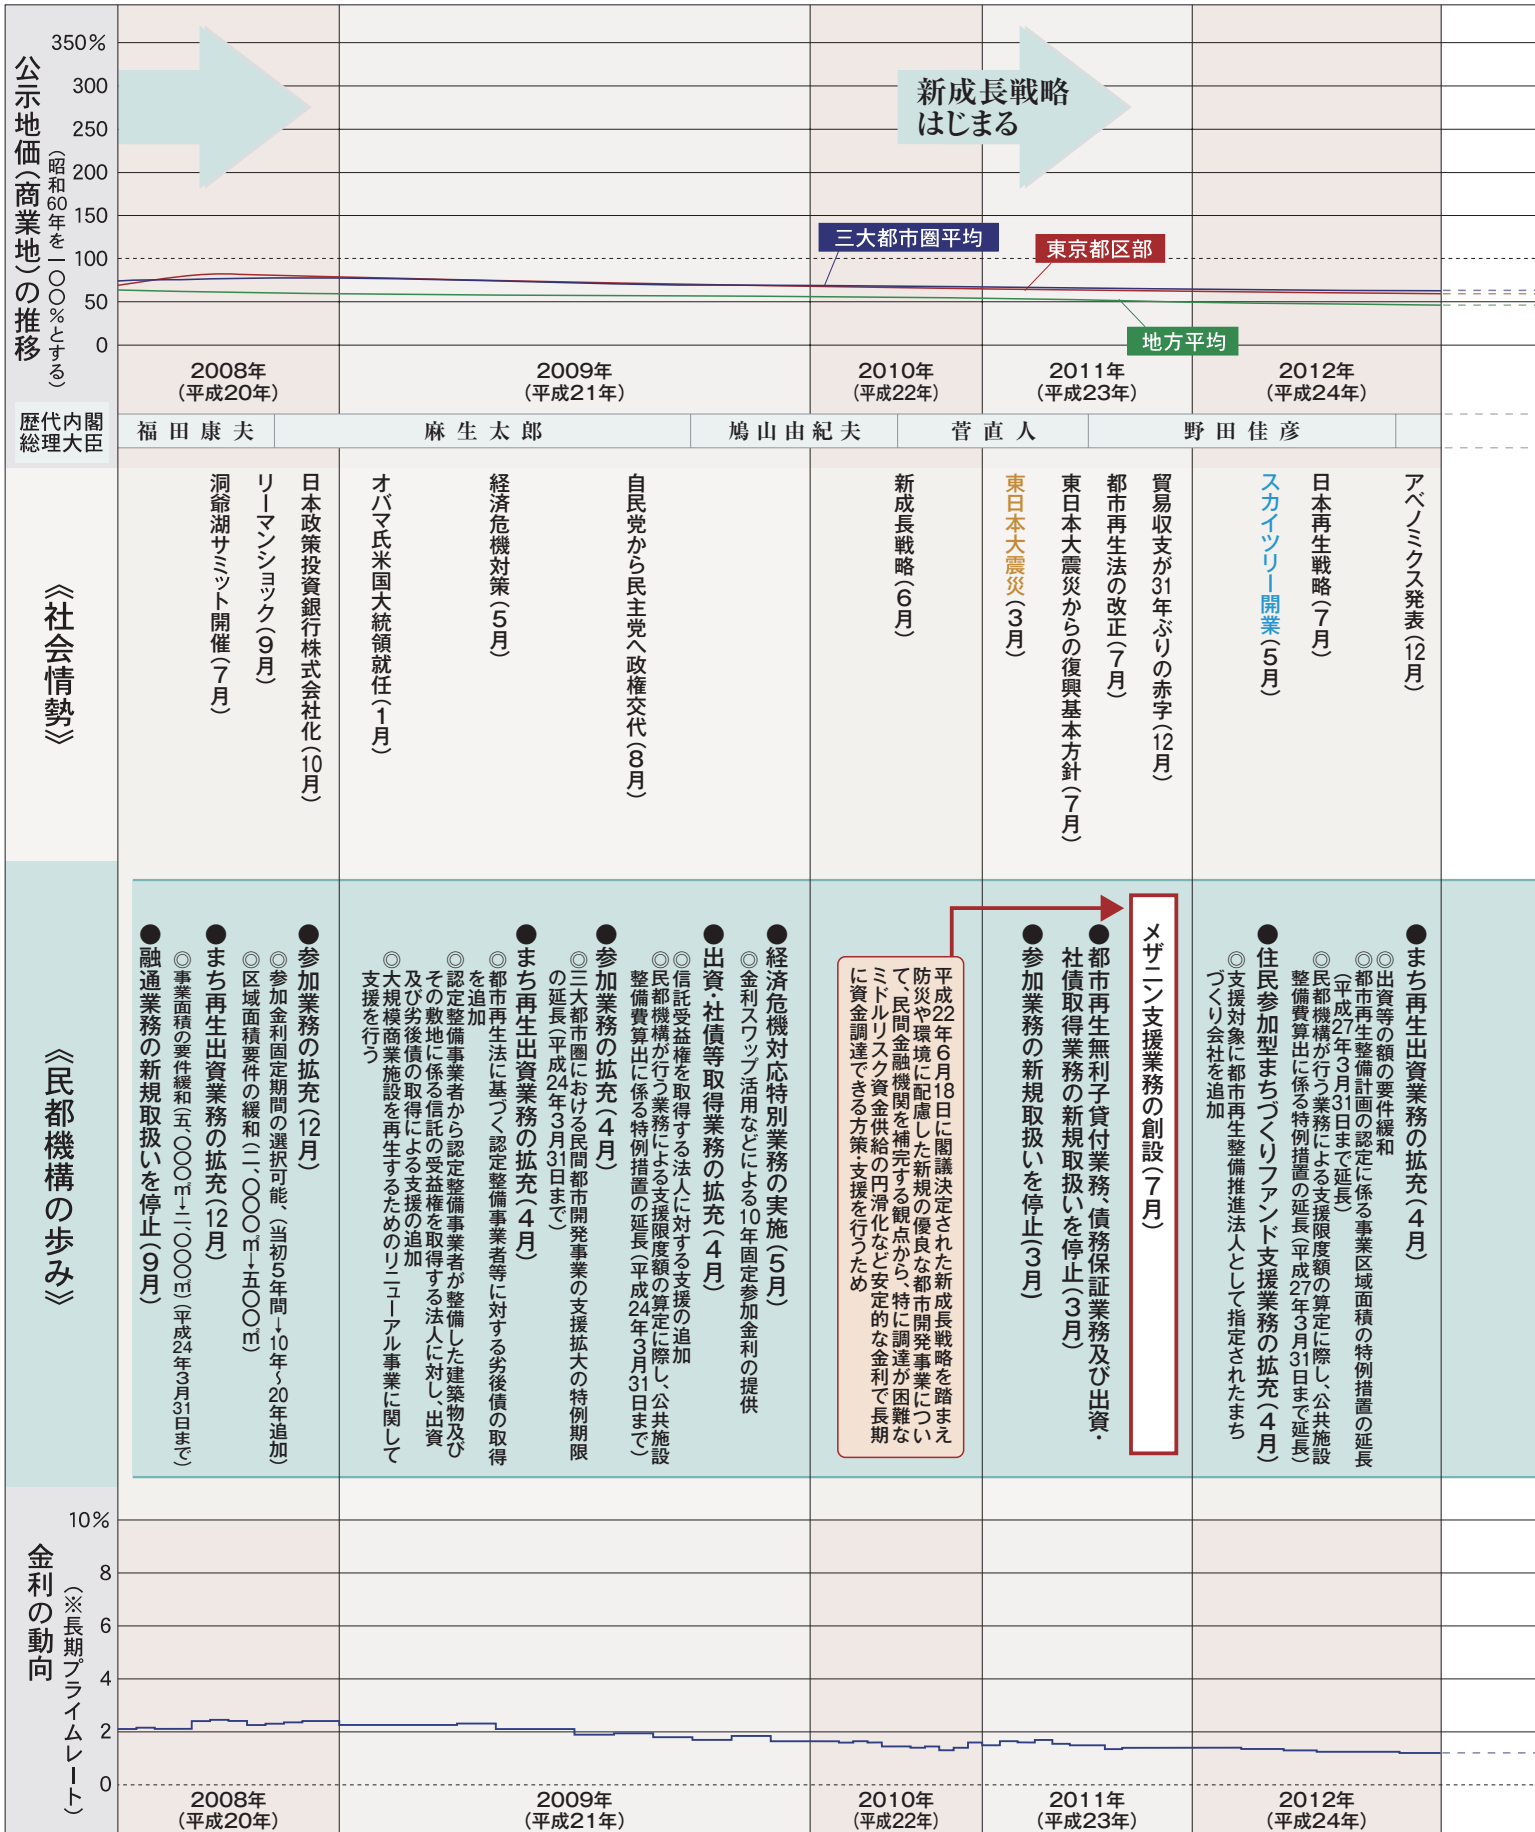 公示地価(商業地)の推移
(昭和60年を一〇〇%とする)
350%
300
250
200
150
100
50
0
新成長戦略
はじまる
三大都市圏平均
東京都区部
地方平均
2008年
(平成20年)
2009年
(平成21年)
2010年
(平成22年)
2011年
(平成23年)
2012年
(平成24年)
歴代内閣
総理大臣
福田康夫
麻生太郎
鳩山由紀夫
菅直人
野田佳彦
《社会情勢》
洞爺湖サミット開催(7月)
リーマンショック(9月)
日本政策投資銀行株式会社化(10月)
オバマ氏米国大統領就任(1月)
経済危機対策(5月)
自民党から民主党へ政権交代(8月)
新成長戦略(6月)
東日本大震災(3月)
東日本大震災からの復興基本方針(7月)
都市再生法の改正(7月)
貿易収支が31年ぶりの赤字(12月)
スカイツリー開業(5月)
日本再生戦略(7月)
アベノミクス発表(12月)
《民都機構の歩み》
●融通業務の新規取扱いを停止(9月)
●まち再生出資業務の拡充(12月)
◎事業面積の要件緩和(五、〇〇〇㎡→二、〇〇〇㎡)(平成24年3月31日まで)
●参加業務の拡充(12月)
◎参加金利固定期間の選択可能、(当初5年間→10年〜20年追加)
◎区域面積要件の緩和(二、〇〇〇㎡→五〇〇㎡)
●まち再生出資業務の拡充(4月)
◎都市再生法に基づく認定整備事業者等に対する劣後債の取得
を追加
◎認定整備事業者から認定整備事業者が整備した建築物及び
その敷地に係る信託の受益権を取得する法人に対し、出資
及び劣後債の取得による支援の追加
◎大規模商業施設を再生するためのリニューアル事業に関して
支援を行う
●参加業務の拡充(4月)
◎三大都市圏における民間都市開発事業の支援拡大の特例期限
の延長(平成24年3月31日まで)
●出資・社債等取得業務の拡充(4月)
◎信託受益権を取得する法人に対する支援の追加
◎民都機構が行う業務による支援限度額の算定に際し、公共施設
整備費算出に係る特例措置の延長(平成24年3月31日まで)
●経済危機対応特別業務の実施(5月)
◎金利スワップ活用などによる10年固定参加金利の提供
平成22年6月18日に閣議決定された新成長戦略を踏まえ
防災や環境に配慮した新規の優良な都市開発事業につい
て、民間金融機関を補完する観点から、特に調達が困難な
ミドルリスク資金供給の円滑化など安定的な金利で長期
に資金調達できる方策・支援を行うため
●参加業務の新規取扱いを停止(3月)
●都市再生無利子貸付業務、債務保証業務及び出資・
社債取得業務の新規取扱いを停止(3月)
メザニン支援業務の創設(7月)
●住民参加型まちづくりファンド支援業務の拡充(4月)
◎支援対象に都市再生整備推進法人として指定されたまち
づくり会社を追加
●まち再生出資業務の拡充(4月)
◎出資等の額の要件緩和
◎都市再生整備計画の認定に係る事業区域面積の特例措置の延長
(平成27年3月31日まで延長)
◎民都機構が行う業務による支援限度額の算定に際し、公共施設
整備費算出に係る特例措置の延長(平成27年3月31日まで延長)
金利の動向
(※長期プライムレート)
10%
8
6
4
2
0
2008年
(平成20年)
2009年
(平成21年)
2010年
(平成22年)
2011年
(平成23年)
2012年
(平成24年)